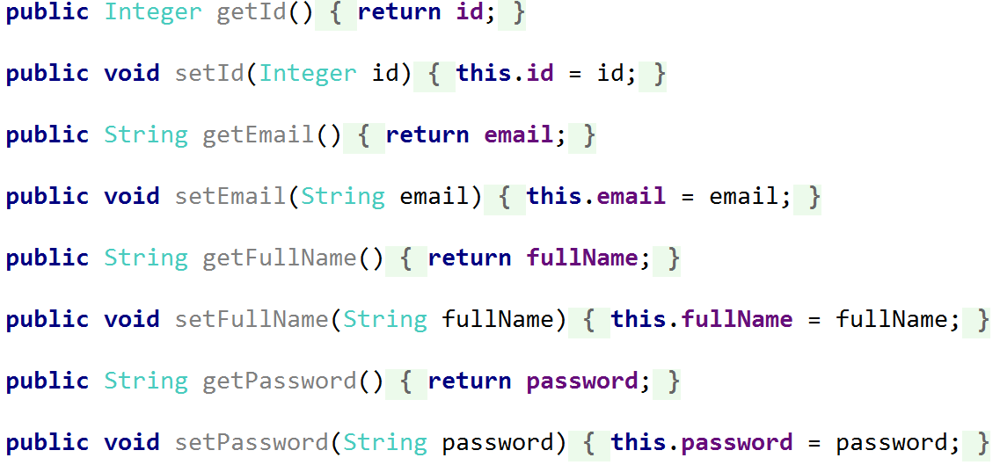 public Integer getId() { return id; }
public void setId(Integer id) { this.id = id; }
public String getEmail() { return email; }
public void setEmail(String email) { this.email = email; }
public String getFullName() { return fullName; }
public void setFullName(String fullName) { this.fullName = fullName; }
public String getPassword() { return password; }
public void setPassword(String password) { this.password = password; }